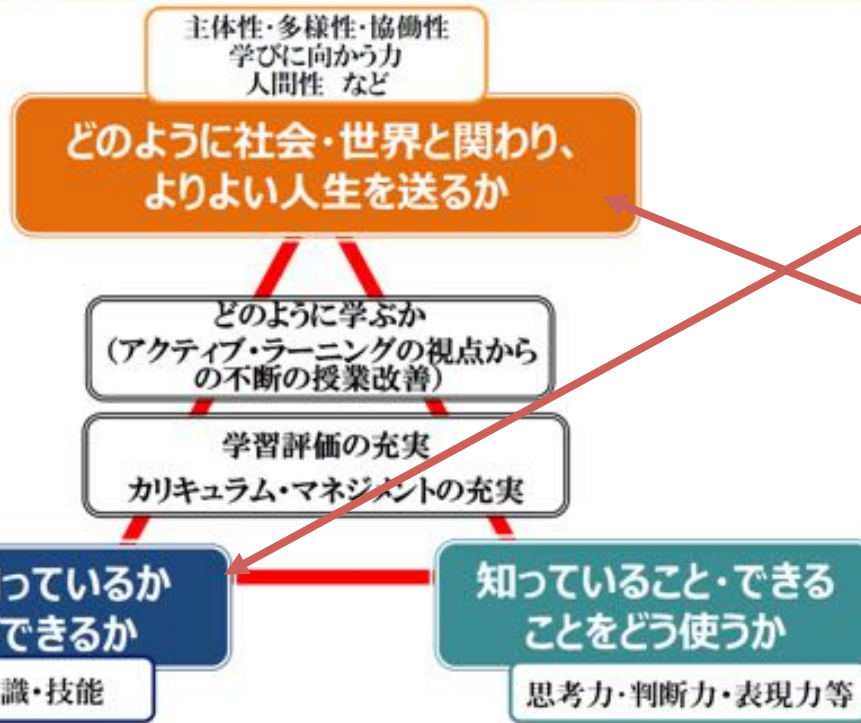 主体性・多様性・協働性
学びに向かう力
人間性 など
どのように社会・世界と関わり、
よりよい人生を送るか
どのように学ぶか
(アクティブ・ラーニングの視点から
の不断の授業改善)
学習評価の充実
カリキュラム・マネジメントの充実
っているか
できるか
識・技能
知っていること・できる
ことをどう使うか
思考力・判断力・表現力等